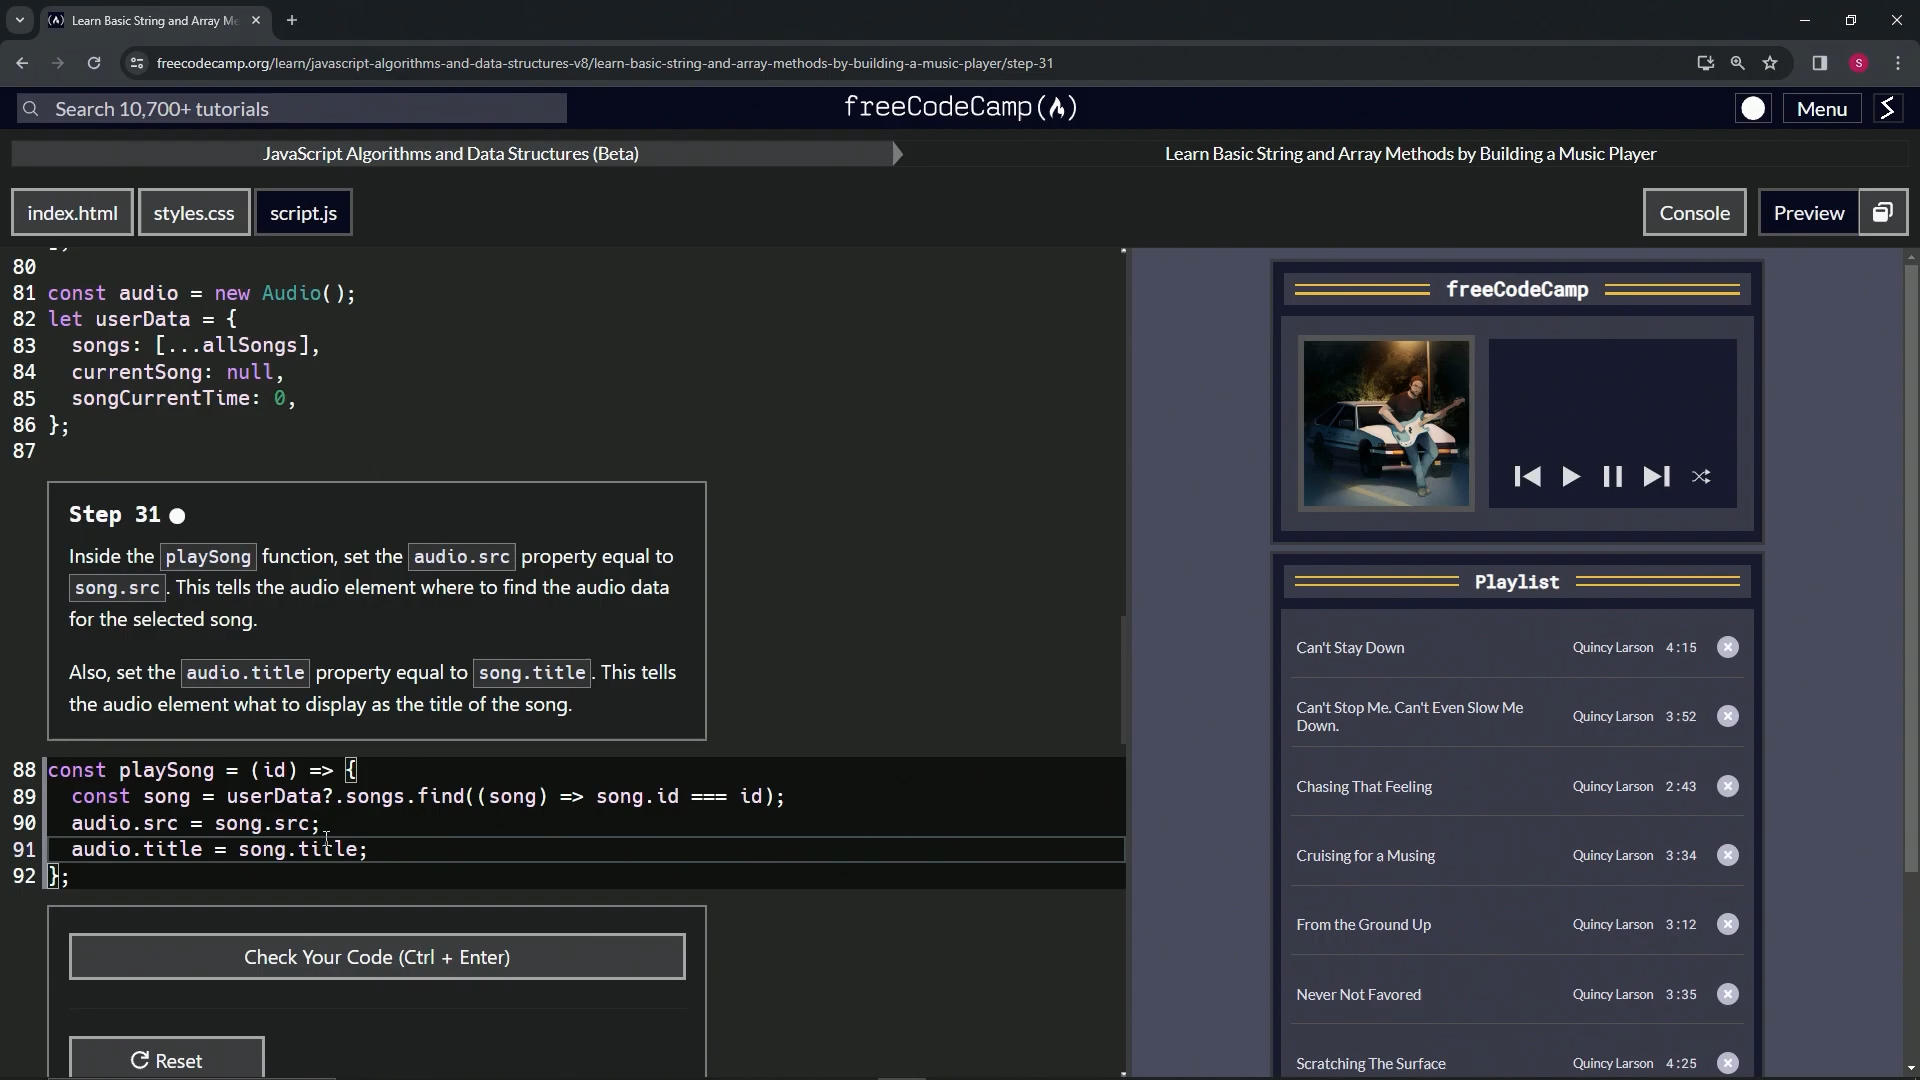 Learn Basic String and Array Me
freecodecamp.org/learn/javascript-algorithms-and-data-structures-v8/learn-basic-string-and-array-methods-by-building-a-music-player/step-31
S
Search 10,700+ tutorials
freeCodeCamp(🔥)
Menu
JavaScript Algorithms and Data Structures (Beta)
Learn Basic String and Array Methods by Building a Music Player
index.html
styles.css
script.js
Console
Preview
80
81 const audio = new Audio();
82 let userData = {
83 songs: [...allSongs],
84 currentSong: null,
85 songCurrentTime: 0,
86 };
87
Step 31
Inside the playSong function, set the audio.src property equal to
song.src. This tells the audio element where to find the audio data
for the selected song.
Also, set the audio.title property equal to song.title. This tells
the audio element what to display as the title of the song.
88 const playSong = (id) => {
89 const song = userData?.songs.find((song) => song.id === id);
90 audio.src = song.src;
91 audio.title = song.title;
92 };
Check Your Code (Ctrl + Enter)
Reset
freeCodeCamp
Playlist
Can't Stay Down Quincy Larson 4:15
Can't Stop Me. Can't Even Slow Me
Down. Quincy Larson 3:52
Chasing That Feeling Quincy Larson 2:43
Cruising for a Musing Quincy Larson 3:34
From the Ground Up Quincy Larson 3:12
Never Not Favored Quincy Larson 3:35
Scratching The Surface Quincy Larson 4:25